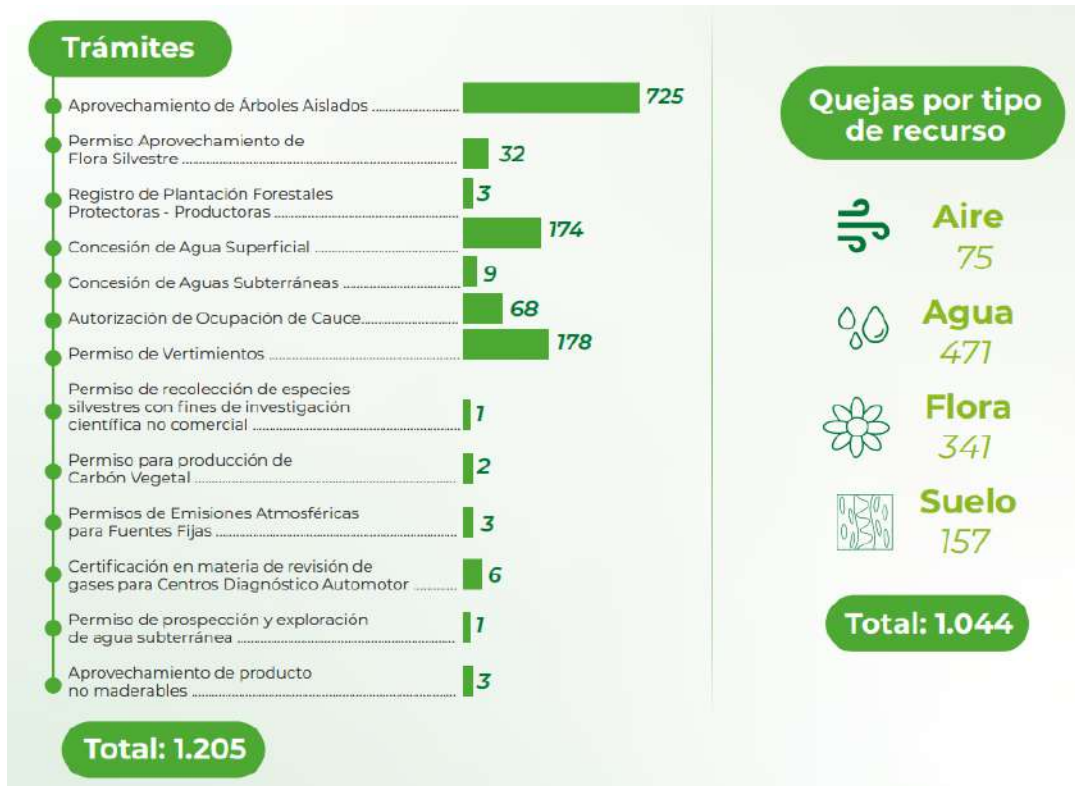 Trámites
Aprovechamiento de Árboles Aislados
725
Permiso Aprovechamiento de
Flora Silvestre
32
Registro de Plantación Forestales
Protectoras - Productoras
3
Concesión de Agua Superficial
174
Concesión de Aguas Subterráneas
9
Autorización de Ocupación de Cauce
68
Permiso de Vertimientos
178
Permiso de recolección de especies
silvestres con fines de investigación
científica no comercial
1
Permiso para producción de
Carbón Vegetal
2
Permisos de Emisiones Atmosféricas
para Fuentes Fijas
3
Certificación en materia de revisión de
gases para Centros Diagnóstico Automotor
6
Permiso de prospección y exploración
de agua subterránea
1
Aprovechamiento de producto
no maderables
3
Total: 1.205
Quejas por tipo
de recurso
Aire
75
Agua
471
Flora
341
Suelo
157
Total: 1.044